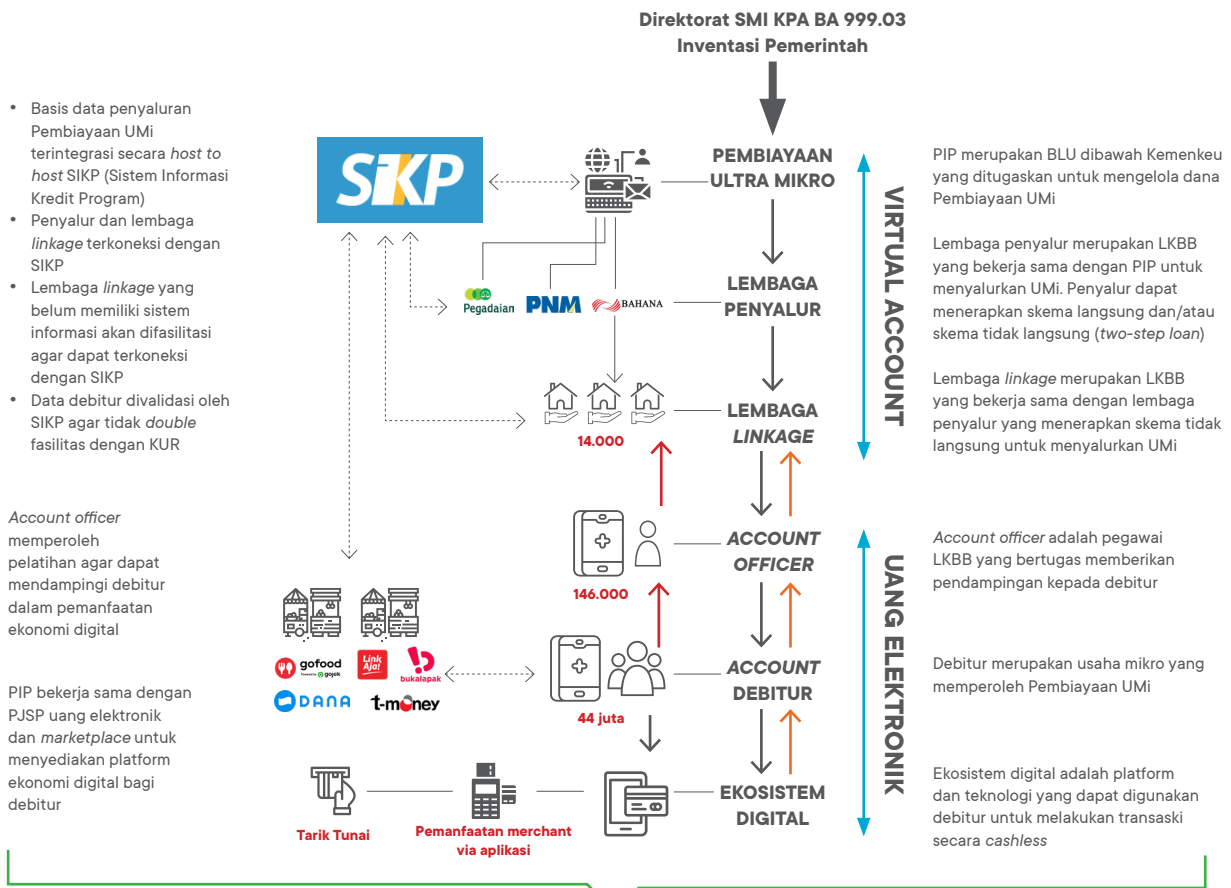 Direktorat SMI KPA BA 999.03
Inventasi Pemerintah
• Basis data penyaluran
Pembiayaan UMi
terintegrasi secara host to
host SIKP (Sistem Informasi
Kredit Program)
• Penyalur dan lembaga
linkage terkoneksi dengan
SIKP
• Lembaga linkage yang
belum memiliki sistem
informasi akan difasilitasi
agar dapat terkoneksi
dengan SIKP
• Data debitur divalidasi oleh
SIKP agar tidak double
fasilitas dengan KUR
Account officer
memperoleh
pelatihan agar dapat
mendampingi debitur
dalam pemanfaatan
ekonomi digital
PIP bekerja sama dengan
PJSP uang elektronik
dan marketplace untuk
menyediakan platform
ekonomi digital bagi
debitur
SIKP
Pegadaian
PNM
BAHANA
14.000
146.000
44 juta
gofood
Powered by gojek
Link
Aja!
bukalapak
DANA
t-money
Tarik Tunai
Pemanfaatan merchant
via aplikasi
PEMBIAYAAN
ULTRA MIKRO
LEMBAGA
PENYALUR
LEMBAGA
LINKAGE
ACCOUNT
OFFICER
ACCOUNT
DEBITUR
EKOSISTEM
DIGITAL
VIRTUAL ACCOUNT
UANG ELEKTRONIK
PIP merupakan BLU dibawah Kemenkeu
yang ditugaskan untuk mengelola dana
Pembiayaan UMi
Lembaga penyalur merupakan LKBB
yang bekerja sama dengan PIP untuk
menyalurkan UMi. Penyalur dapat
menerapkan skema langsung dan/atau
skema tidak langsung (two-step loan)
Lembaga linkage merupakan LKBB
yang bekerja sama dengan lembaga
penyalur yang menerapkan skema tidak
langsung untuk menyalurkan UMi
Account officer adalah pegawai
LKBB yang bertugas memberikan
pendampingan kepada debitur
Debitur merupakan usaha mikro yang
memperoleh Pembiayaan UMi
Ekosistem digital adalah platform
dan teknologi yang dapat digunakan
debitur untuk melakukan transaski
secara cashless